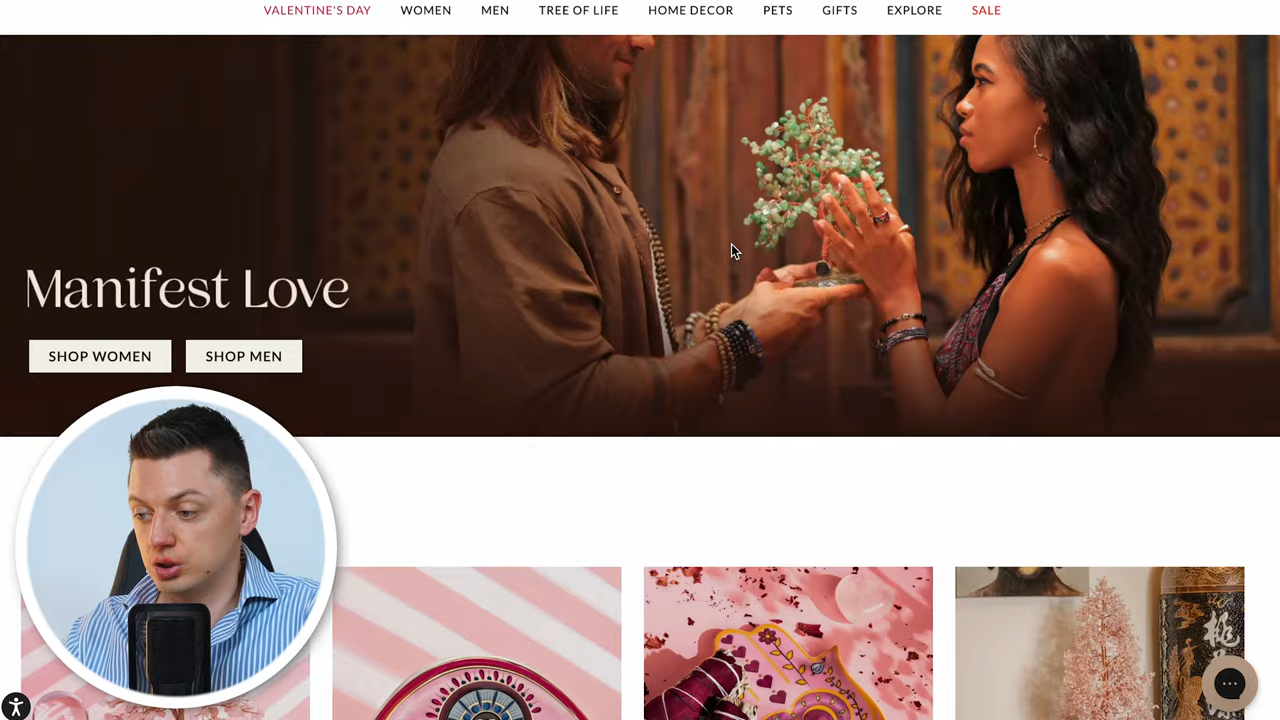 VALENTINE'S DAY WOMEN MEN TREE OF LIFE HOME DECOR PETS GIFTS EXPLORE SALE
Manifest Love
SHOP WOMEN SHOP MEN